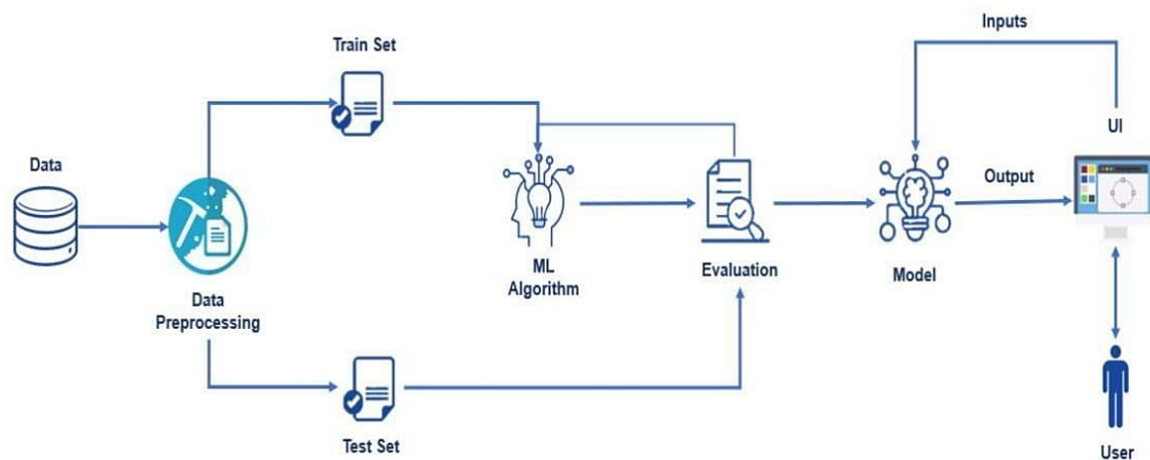 Inputs
Train Set
UI
Data
Output
ML
Algorithm
Evaluation
Model
Data
Preprocessing
Test Set
User